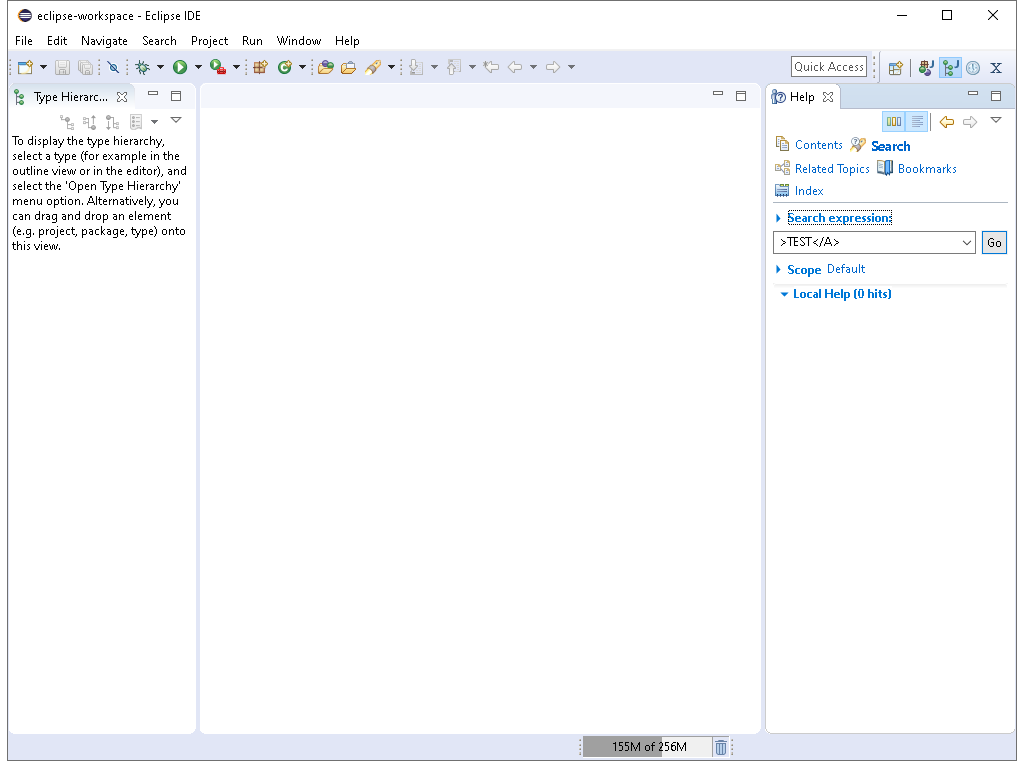 eclipse-workspace - Eclipse IDE
File Edit Navigate Search Project Run Window Help
Quick Access
Type Hierarc...
Help
To display the type hierarchy,
select a type (for example in the
outline view or in the editor), and
select the 'Open Type Hierarchy'
menu option. Alternatively, you
can drag and drop an element
(e.g. project, package, type) onto
this view.
Contents Search
Related Topics Bookmarks
Index
Search expression:
>TEST</A> Go
Scope Default
Local Help (0 hits)
155M of 256M